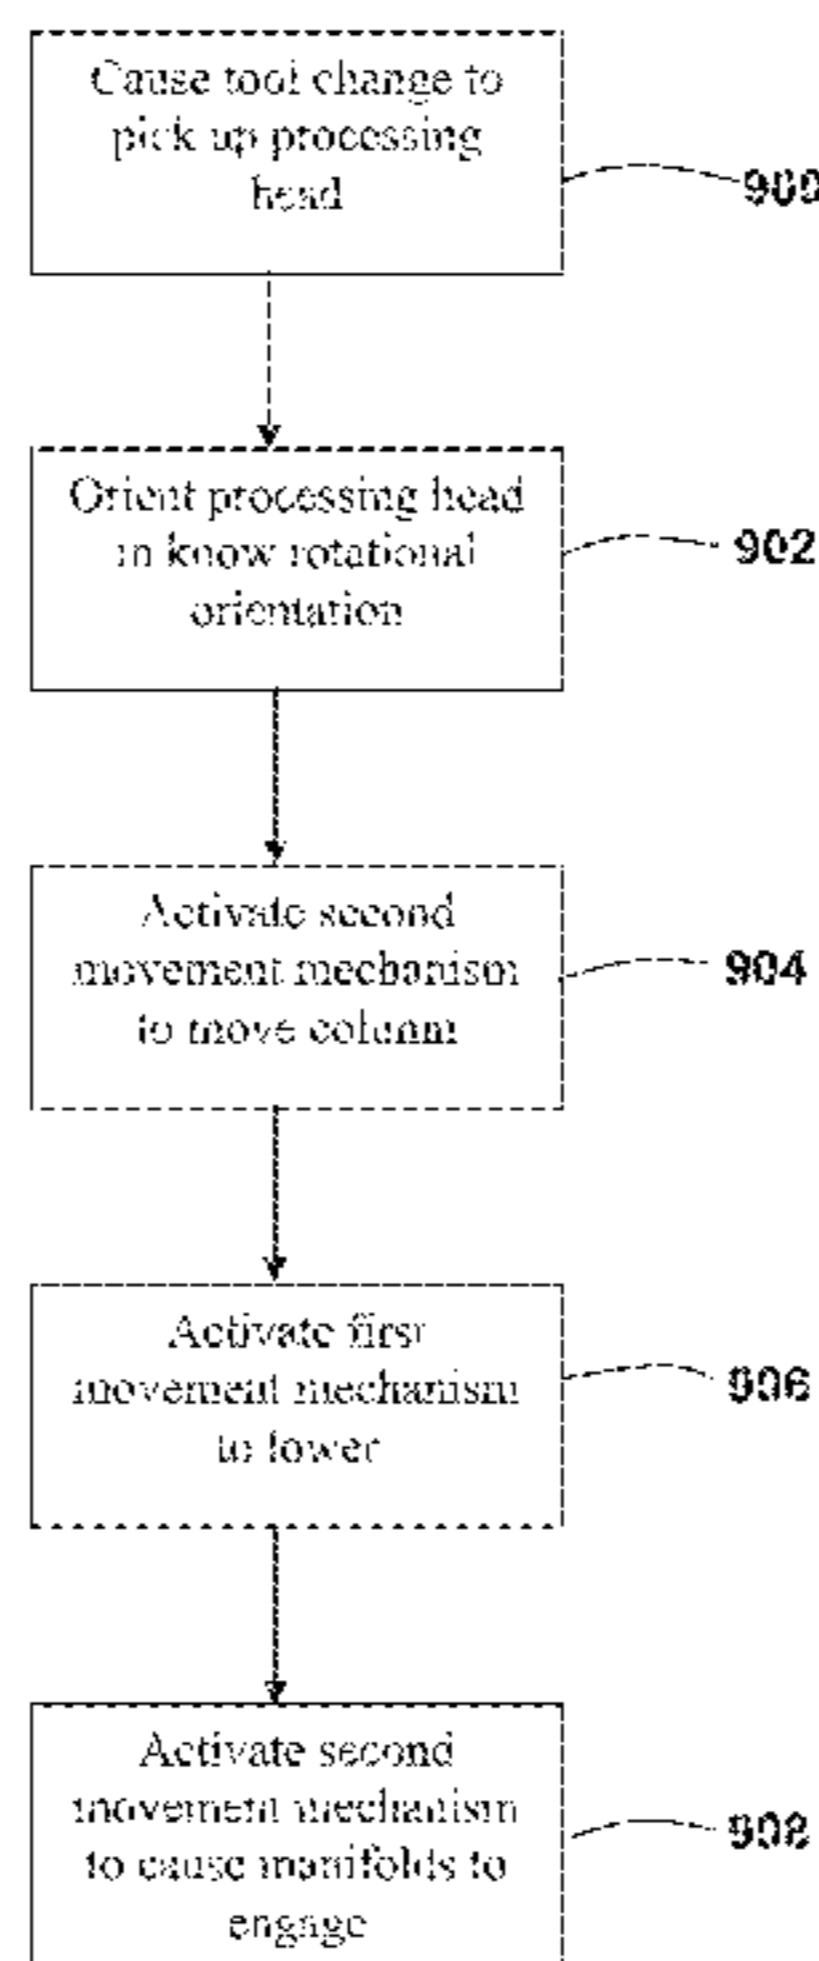 Cause tool change to
pick up processing
head
900
Orient processing head
in know rotational
orientation
902
Activate second
movement mechanism
to move column
904
Activate first
movement mechanism
to lower
906
Activate second
movement mechanism
to cause manifolds to
engage
908